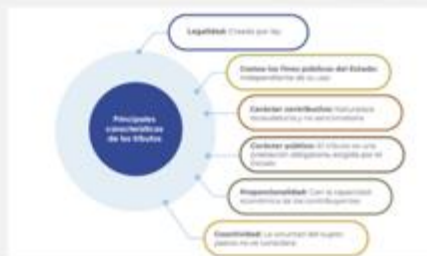 Principales
características
de los tributos
Legalidad: Creada por ley
Costea los fines públicos del Estado:
Independiente de su uso
Carácter contributivo: Naturaleza
recaudatoria y no sancionatoria
Carácter público: El tributo es una
prestación obligatoria exigida por el
Estado
Proporcionalidad: Con la capacidad
económica de los contribuyentes
Coactividad: La voluntad del sujeto
pasivo no se considera